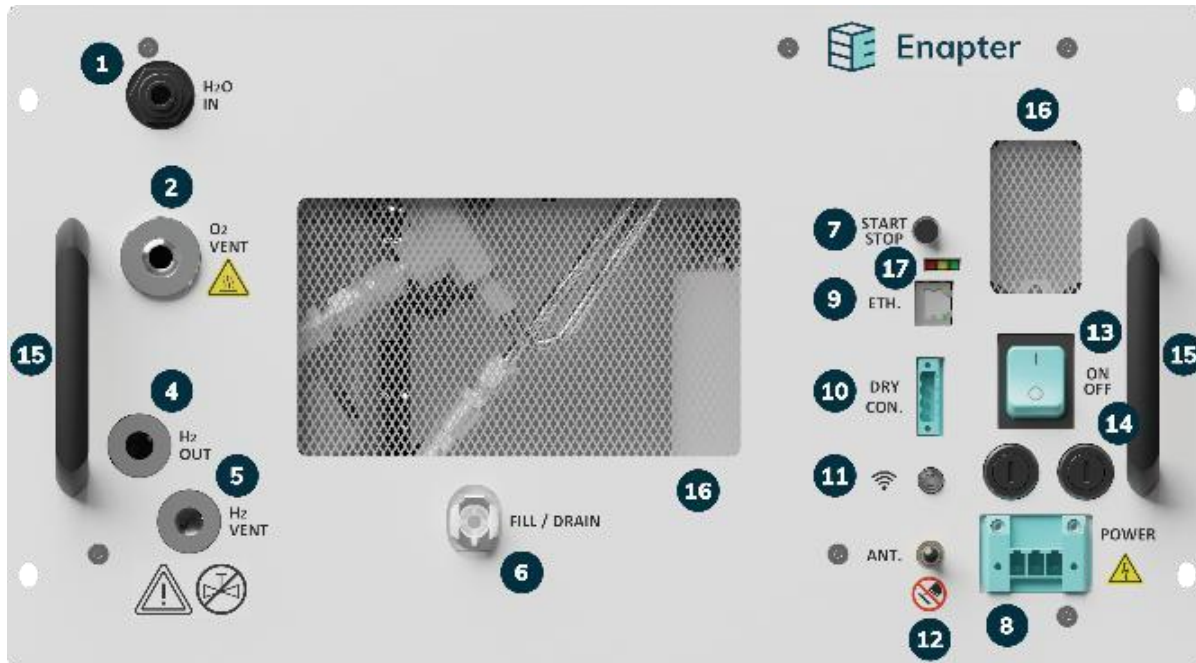 Enapter
1
H2O
IN
16
2
O2
VENT
7
START
STOP
17
9
ETH.
13
ON
OFF
15
15
4
H2
OUT
10
DRY
CON.
14
5
H2
VENT
11
16
FILL / DRAIN
6
POWER
ANT.
12
8